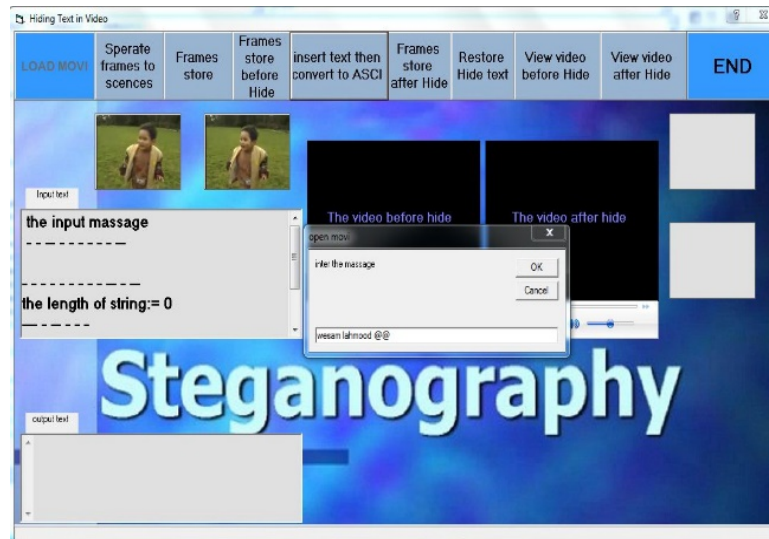 Hiding Text in Video
LOAD MOVI
Sperate
frames to
scences
Frames
store
Frames
store
before
Hide
insert text then
convert to ASCI
Frames
store
after Hide
Restore
Hide text
View video
before Hide
View video
after Hide
END
Input text
the input massage
- - -- - - - - - - --
- - - - - - - - -- - --
the length of string:= 0
-- - -- - - -
The video before hide
The video after hide
open movi
x
inter the massage
OK
Cancel
wesam lahmood @@
Steganography
output text